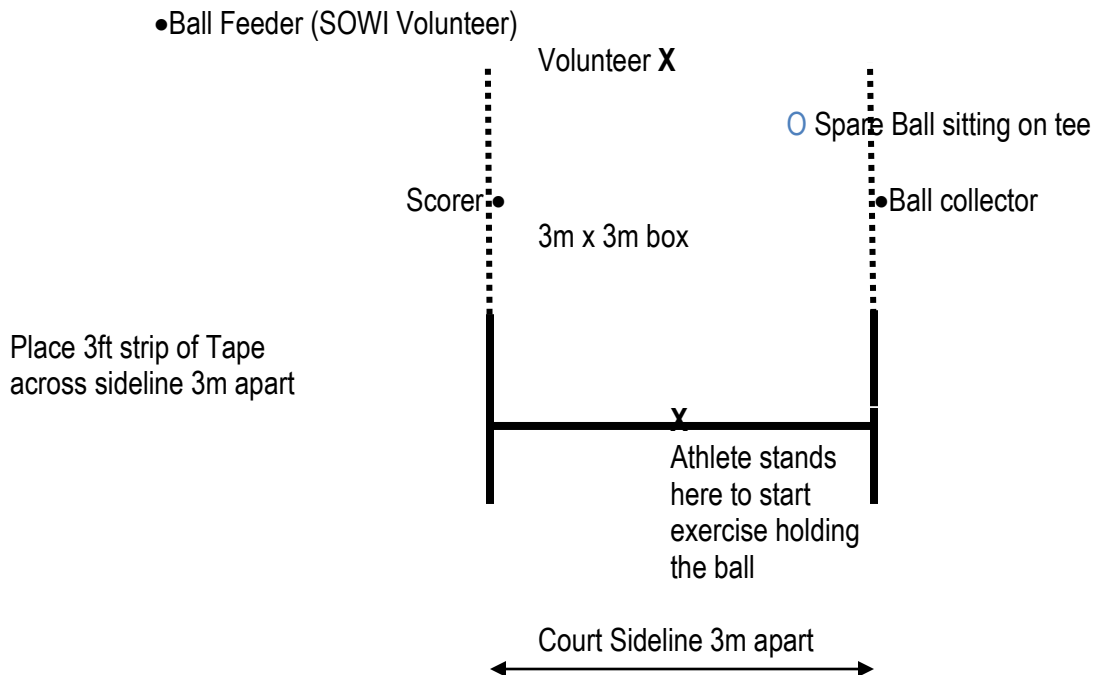 •Ball Feeder (SOWI Volunteer)
Volunteer X
O Spare Ball sitting on tee
Scorer •
•Ball collector
3m x 3m box
Place 3ft strip of Tape
across sideline 3m apart
X
Athlete stands
here to start
exercise holding
the ball
Court Sideline 3m apart